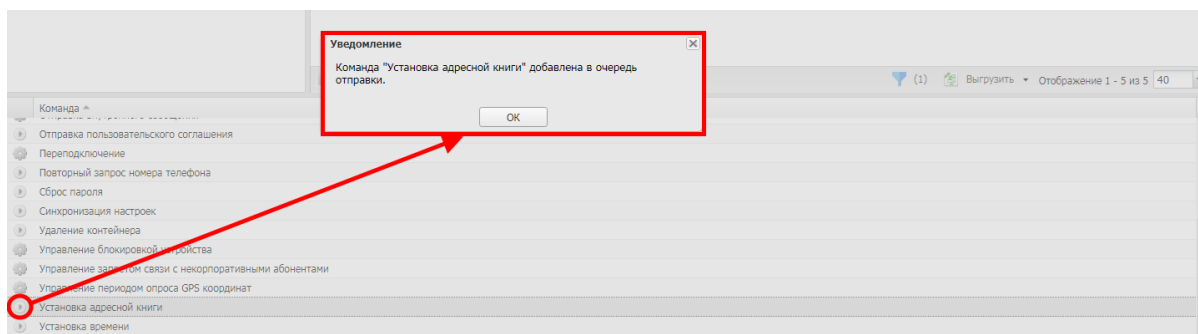 Уведомление
Команда "Установка адресной книги" добавлена в очередь
отправки.
(1) Выгрузить Отображение 1 - 5 из 5 40
ОК
Команда
Отправка пользовательского соглашения
Переподключение
Повторный запрос номера телефона
Сброс пароля
Синхронизация настроек
Удаление контейнера
Управление блокировкой устройства
Управление запретом связи с некорпоративными абонентами
Управление периодом опроса GPS координат
Установка адресной книги
Установка времени